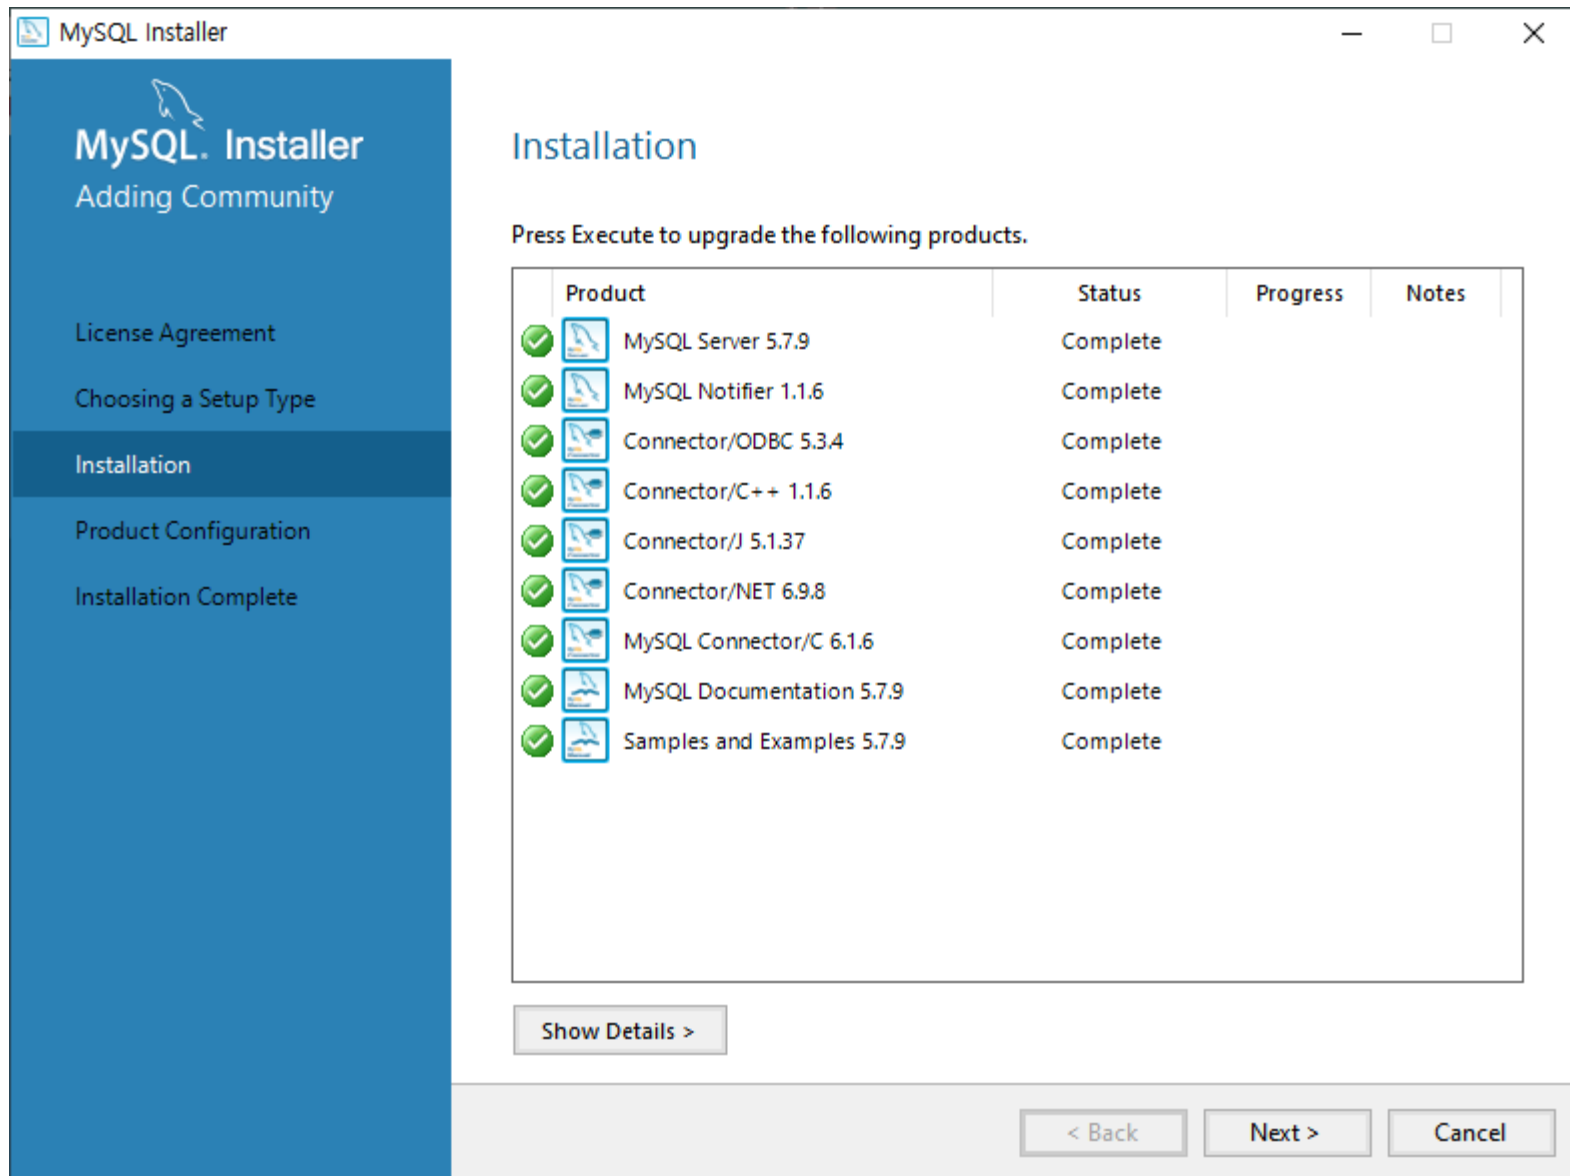 MySQL Installer
MySQL. Installer
Adding Community
License Agreement
Choosing a Setup Type
Installation
Product Configuration
Installation Complete
Installation
Press Execute to upgrade the following products.
Product Status Progress Notes
MySQL Server 5.7.9 Complete
MySQL Notifier 1.1.6 Complete
Connector/ODBC 5.3.4 Complete
Connector/C++ 1.1.6 Complete
Connector/J 5.1.37 Complete
Connector/NET 6.9.8 Complete
MySQL Connector/C 6.1.6 Complete
MySQL Documentation 5.7.9 Complete
Samples and Examples 5.7.9 Complete
Show Details >
< Back Next > Cancel